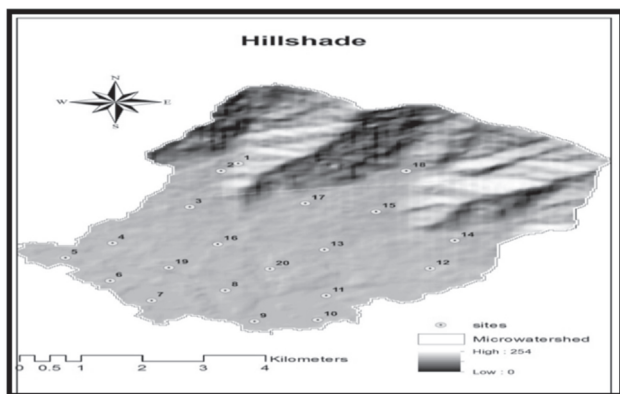 Hillshade
N
W E
S
1
2
18
3
17
15
4
16
13
14
5
19
20
12
6
8
7
11
9
10
sites
Microwatershed
High : 254
Low : 0
Kilometers
0 0.5 1 2 3 4